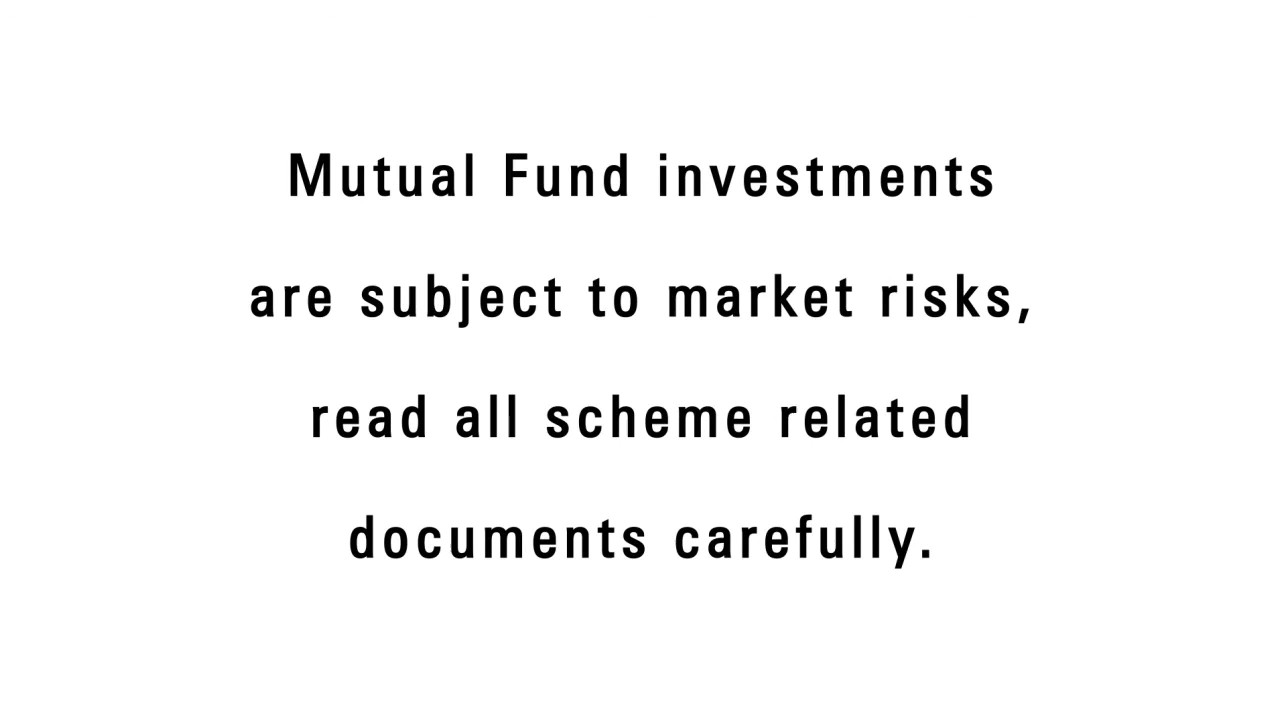 Mutual Fund investments
are subject to market risks,
read all scheme related
documents carefully.